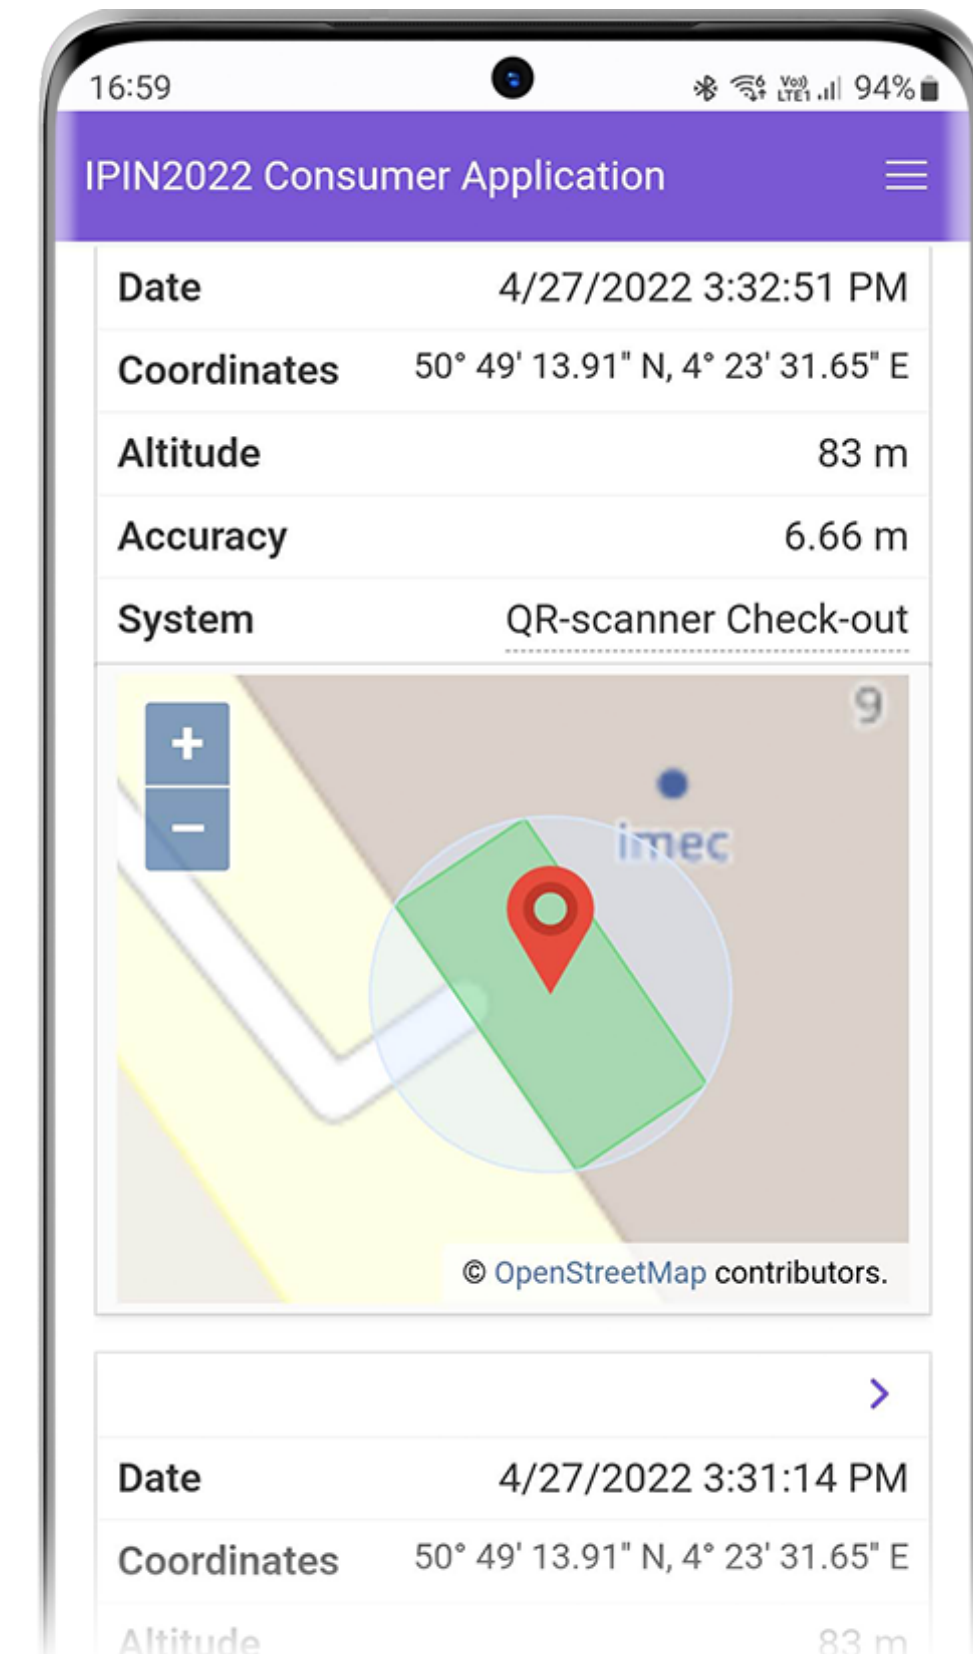 16:59 Vo)) LTE1 94%
IPIN2022 Consumer Application
Date 4/27/2022 3:32:51 PM
Coordinates 50° 49' 13.91" N, 4° 23' 31.65" E
Altitude 83 m
Accuracy 6.66 m
System QR-scanner Check-out
+
9
−
imec
© OpenStreetMap contributors.
Date 4/27/2022 3:31:14 PM
Coordinates 50° 49' 13.91" N, 4° 23' 31.65" E
Altitude 83 m